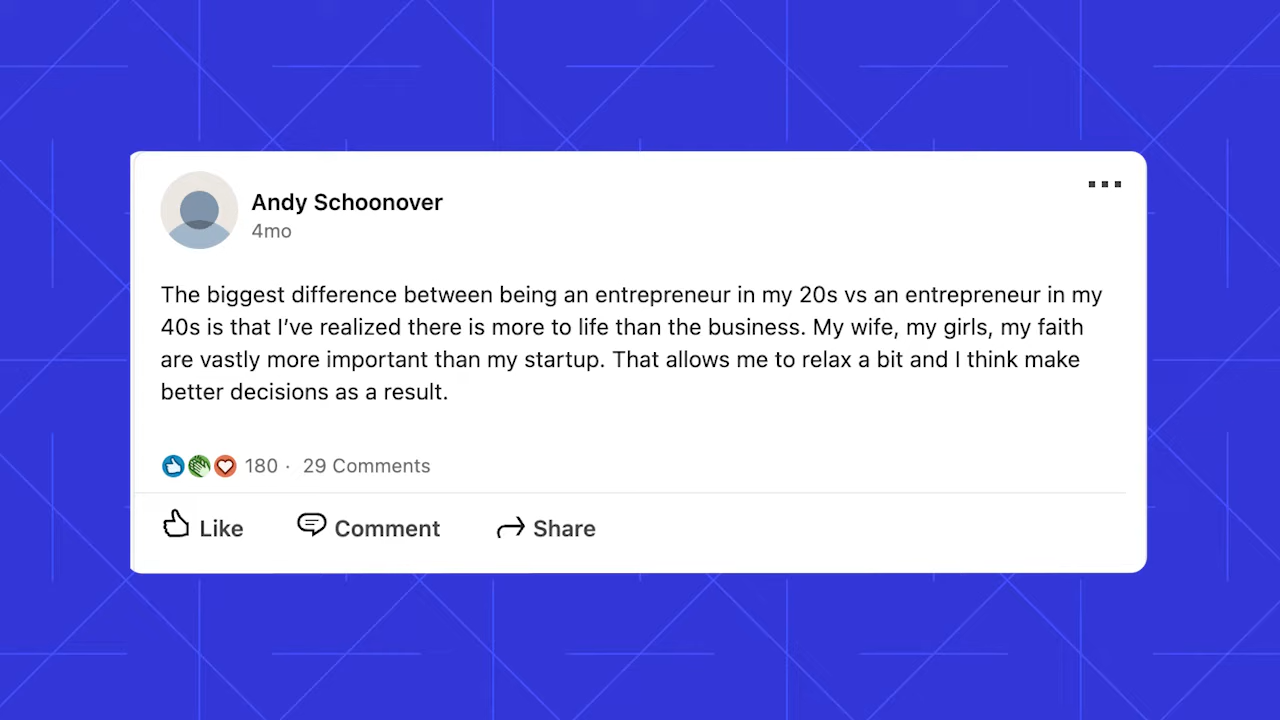 Andy Schoonover
4mo
The biggest difference between being an entrepreneur in my 20s vs an entrepreneur in my
40s is that I’ve realized there is more to life than the business. My wife, my girls, my faith
are vastly more important than my startup. That allows me to relax a bit and I think make
better decisions as a result.
180 · 29 Comments
Like Comment Share